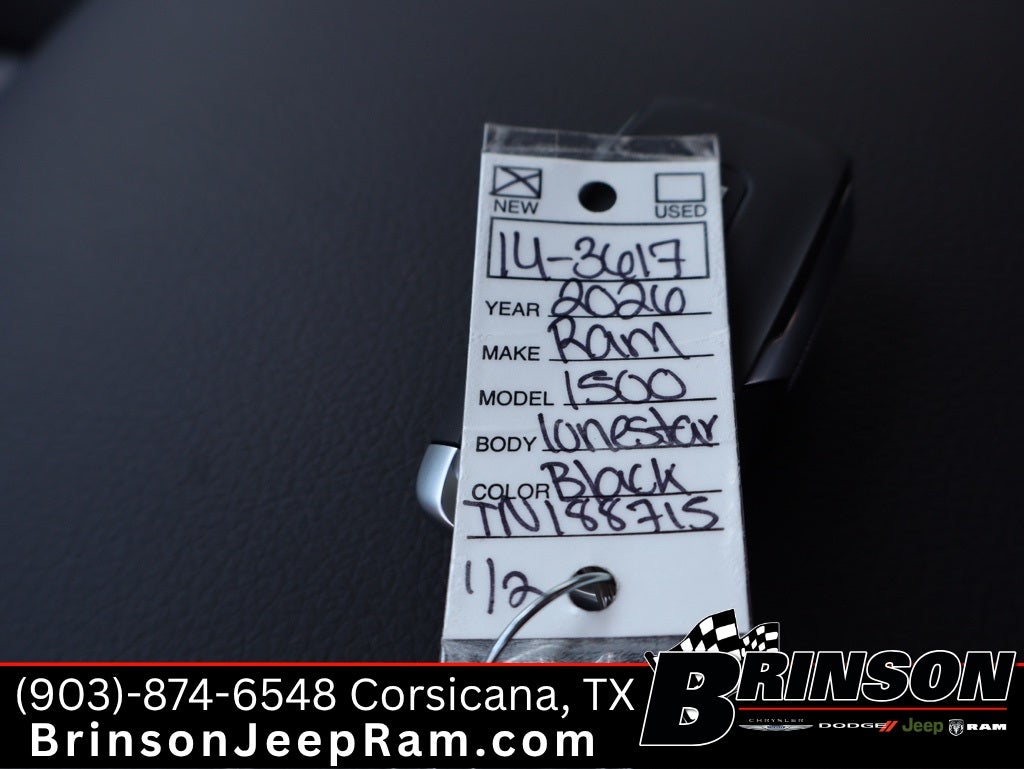 NEW USED
14-3617
YEAR 2026
MAKE Ram
MODEL 1500
BODY lonestar
COLOR Black
TN188715
1/2
(903)-874-6548 Corsicana, TX
BrinsonJeepRam.com
BRINSON
CHRYSLER DODGE Jeep RAM